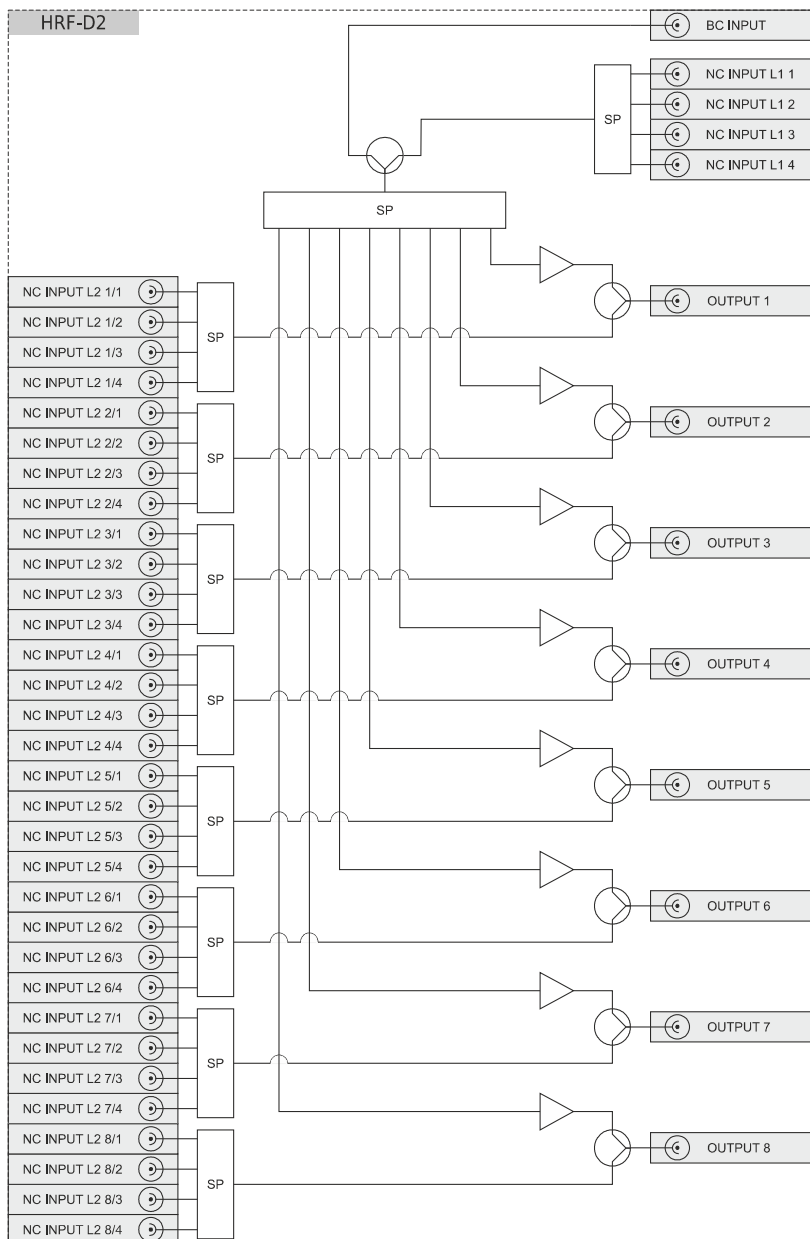 HRF-D2
BC INPUT
NC INPUT L1 1
NC INPUT L1 2
SP
NC INPUT L1 3
NC INPUT L1 4
SP
NC INPUT L2 1/1
NC INPUT L2 1/2
NC INPUT L2 1/3
NC INPUT L2 1/4
SP
OUTPUT 1
NC INPUT L2 2/1
NC INPUT L2 2/2
NC INPUT L2 2/3
NC INPUT L2 2/4
SP
OUTPUT 2
NC INPUT L2 3/1
NC INPUT L2 3/2
NC INPUT L2 3/3
NC INPUT L2 3/4
SP
OUTPUT 3
NC INPUT L2 4/1
NC INPUT L2 4/2
NC INPUT L2 4/3
NC INPUT L2 4/4
SP
OUTPUT 4
NC INPUT L2 5/1
NC INPUT L2 5/2
NC INPUT L2 5/3
NC INPUT L2 5/4
SP
OUTPUT 5
NC INPUT L2 6/1
NC INPUT L2 6/2
NC INPUT L2 6/3
NC INPUT L2 6/4
SP
OUTPUT 6
NC INPUT L2 7/1
NC INPUT L2 7/2
NC INPUT L2 7/3
NC INPUT L2 7/4
SP
OUTPUT 7
NC INPUT L2 8/1
NC INPUT L2 8/2
NC INPUT L2 8/3
NC INPUT L2 8/4
SP
OUTPUT 8